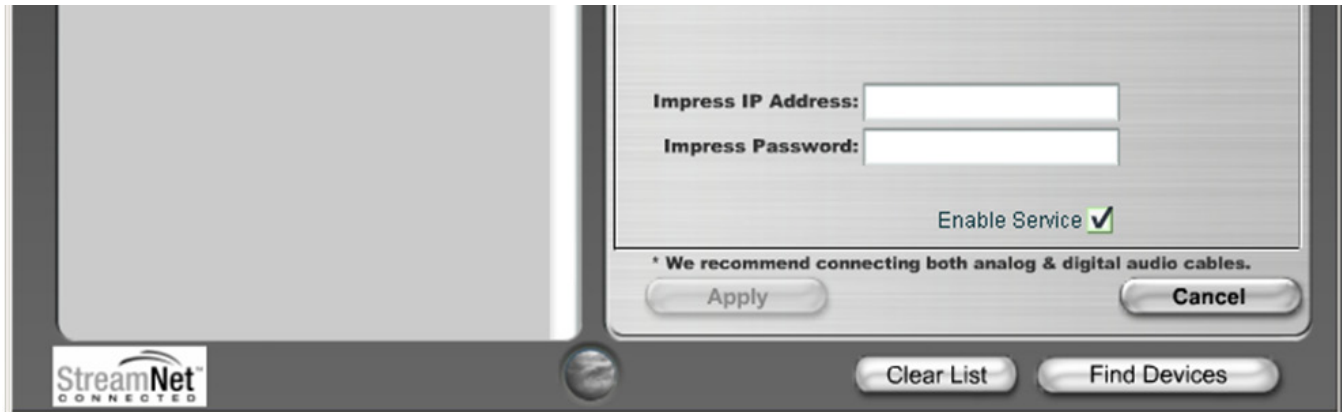 Impress IP Address:
Impress Password:
Enable Service
* We recommend connecting both analog & digital audio cables.
Apply
Cancel
StreamNet™
CONNECTED
Clear List
Find Devices